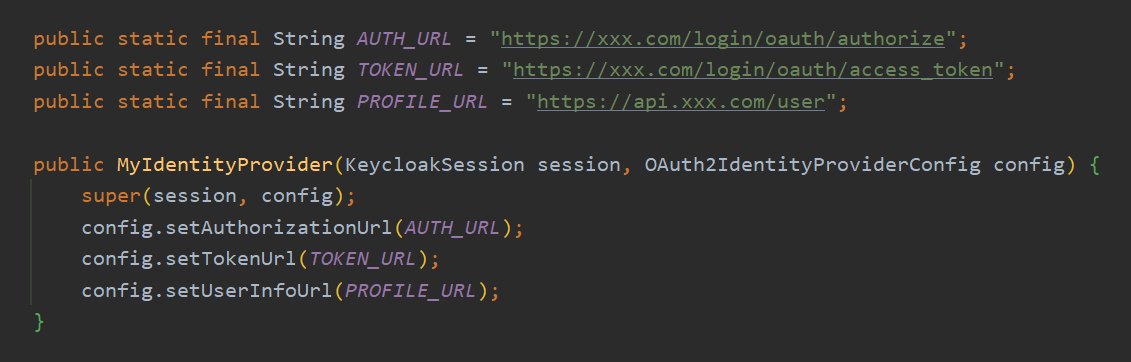 public static final String AUTH_URL = "https://xxx.com/login/oauth/authorize";
public static final String TOKEN_URL = "https://xxx.com/login/oauth/access_token";
public static final String PROFILE_URL = "https://api.xxx.com/user";
public MyIdentityProvider(KeycloakSession session, OAuth2IdentityProviderConfig config) {
super(session, config);
config.setAuthorizationUrl(AUTH_URL);
config.setTokenUrl(TOKEN_URL);
config.setUserInfoUrl(PROFILE_URL);
}